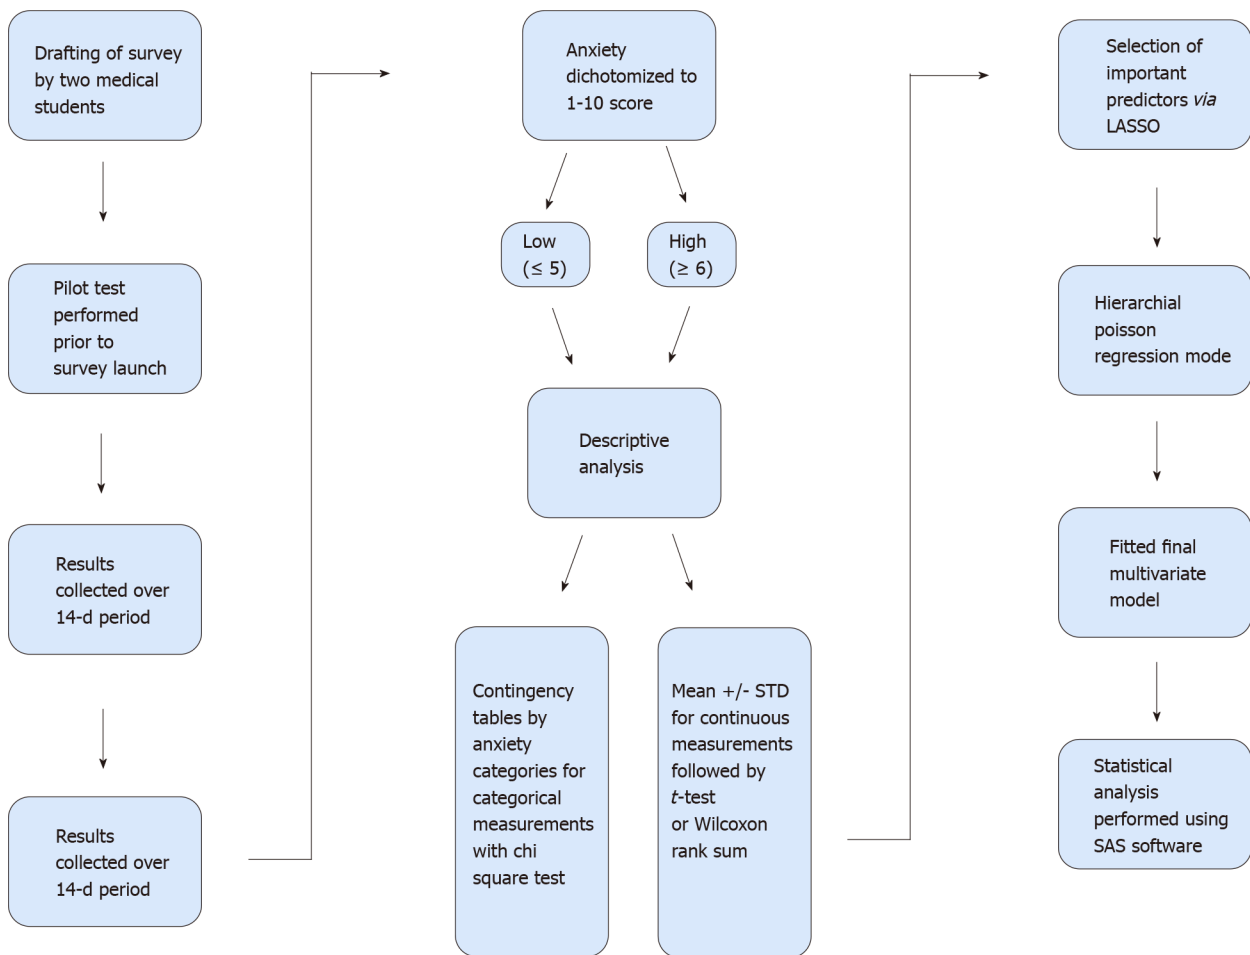 Drafting of survey
by two medical
students
Pilot test
performed
prior to
survey launch
Results
collected over
14-d period
Results
collected over
14-d period
Anxiety
dichotomized to
1-10 score
Low
(≤ 5)
High
(≥ 6)
Descriptive
analysis
Contingency
tables by
anxiety
categories for
categorical
measurements
with chi
square test
Mean +/- STD
for continuous
measurements
followed by
t-test
or Wilcoxon
rank sum
Selection of
important
predictors via
LASSO
Hierarchial
poisson
regression mode
Fitted final
multivariate
model
Statistical
analysis
performed using
SAS software